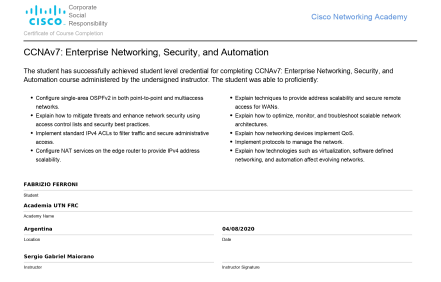 CISCO
Corporate
Social
Responsibility
Cisco Networking Academy
Certificate of Course Completion
CCNAv7: Enterprise Networking, Security, and Automation
The student has successfully achieved student level credential for completing CCNAv7: Enterprise Networking, Security, and
Automation course administered by the undersigned instructor. The student was able to proficiently:
• Configure single-area OSPFv2 in both point-to-point and multiaccess
networks.
• Explain how to mitigate threats and enhance network security using
access control lists and security best practices.
• Implement standard IPv4 ACLs to filter traffic and secure administrative
access.
• Configure NAT services on the edge router to provide IPv4 address
scalability.
• Explain techniques to provide address scalability and secure remote
access for WANs.
• Explain how to optimize, monitor, and troubleshoot scalable network
architectures.
• Explain how networking devices implement QoS.
• Implement protocols to manage the network.
• Explain how technologies such as virtualization, software defined
networking, and automation affect evolving networks.
FABRIZIO FERRONI
Student
Academia UTN FRC
Academy Name
Argentina
04/08/2020
Location
Date
Sergio Gabriel Maiorano
Instructor
Instructor Signature